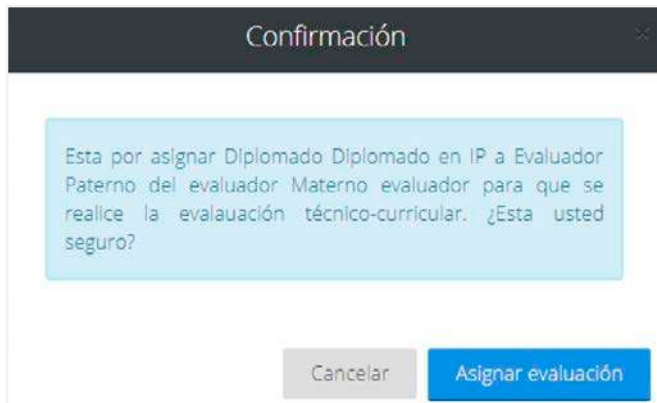 Confirmación
Esta por asignar Diplomado Diplomado en IP a Evaluador
Paterno del evaluador Materno evaluador para que se
realice la evalauación técnico-curricular. ¿Esta usted
seguro?
Cancelar
Asignar evaluación